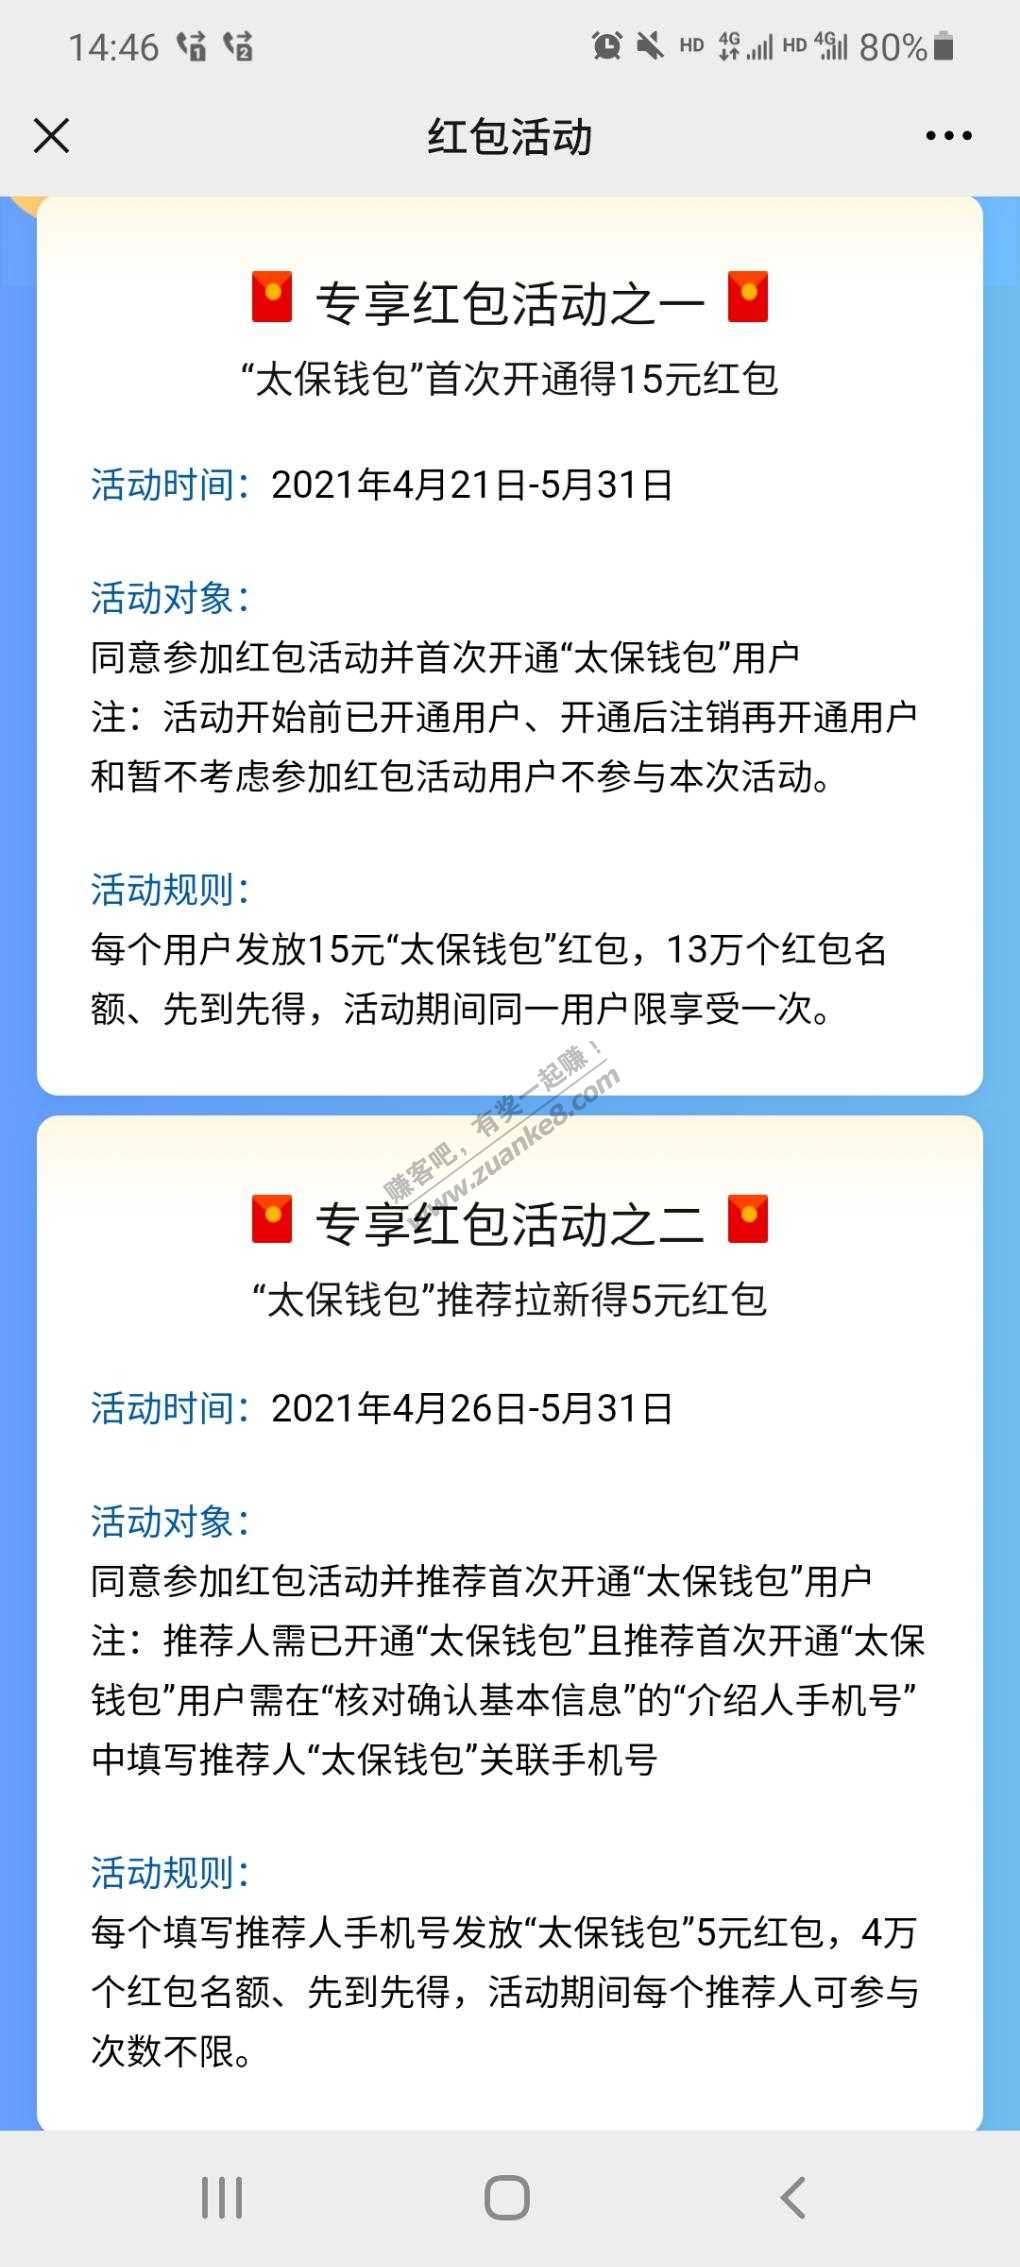 14:46 1 2 HD 4G HD 4G 80%
红包活动
专享红包活动之一
“太保钱包”首次开通得15元红包
活动时间：2021年4月21日-5月31日
活动对象：
同意参加红包活动并首次开通“太保钱包”用户
注：活动开始前已开通用户、开通后注销再开通用户
和暂不考虑参加红包活动用户不参与本次活动。
活动规则：
每个用户发放15元“太保钱包”红包，13万个红包名
额、先到先得，活动期间同一用户限享受一次。
赚客吧，有奖一起赚！
www.zuanke8.com
专享红包活动之二
“太保钱包”推荐拉新得5元红包
活动时间：2021年4月26日-5月31日
活动对象：
同意参加红包活动并推荐首次开通“太保钱包”用户
注：推荐人需已开通“太保钱包”且推荐首次开通“太保
钱包”用户需在“核对确认基本信息”的“介绍人手机号”
中填写推荐人“太保钱包”关联手机号
活动规则：
每个填写推荐人手机号发放“太保钱包”5元红包，4万
个红包名额、先到先得，活动期间每个推荐人可参与
次数不限。